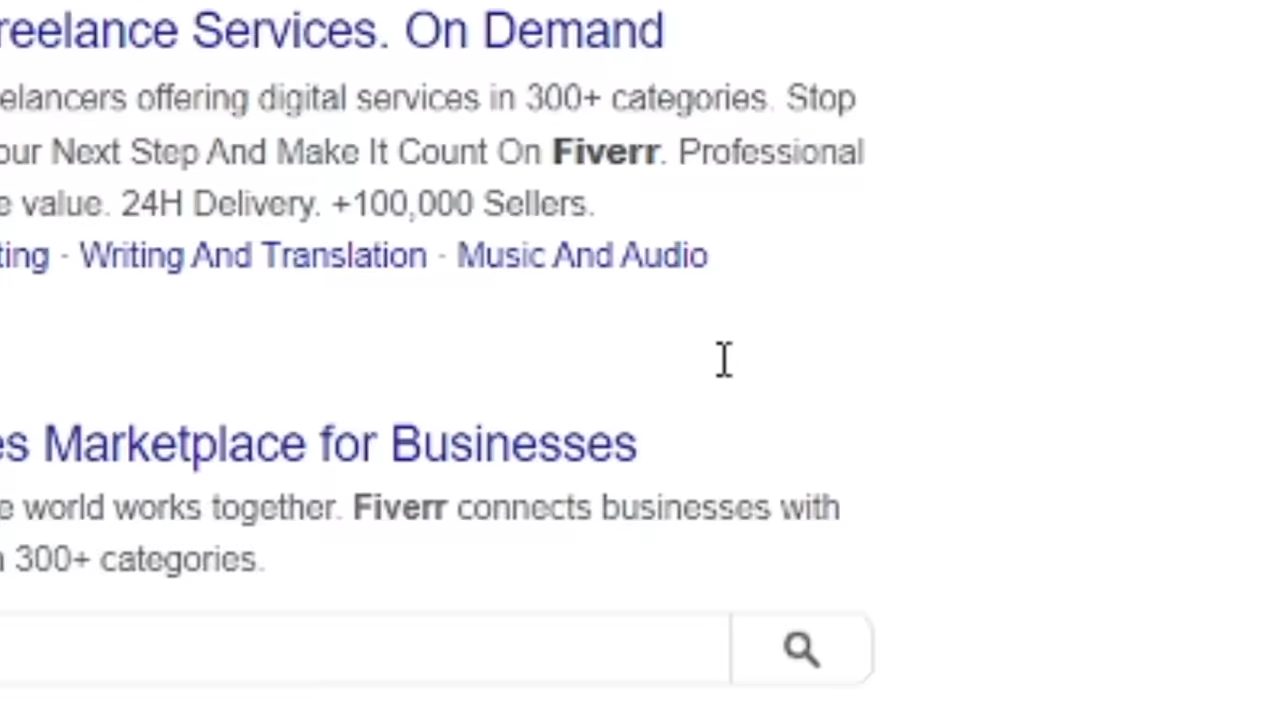 reelance Services. On Demand
elancers offering digital services in 300+ categories. Stop
our Next Step And Make It Count On Fiverr. Professional
e value. 24H Delivery. +100,000 Sellers.
ting · Writing And Translation · Music And Audio
es Marketplace for Businesses
e world works together. Fiverr connects businesses with
n 300+ categories.